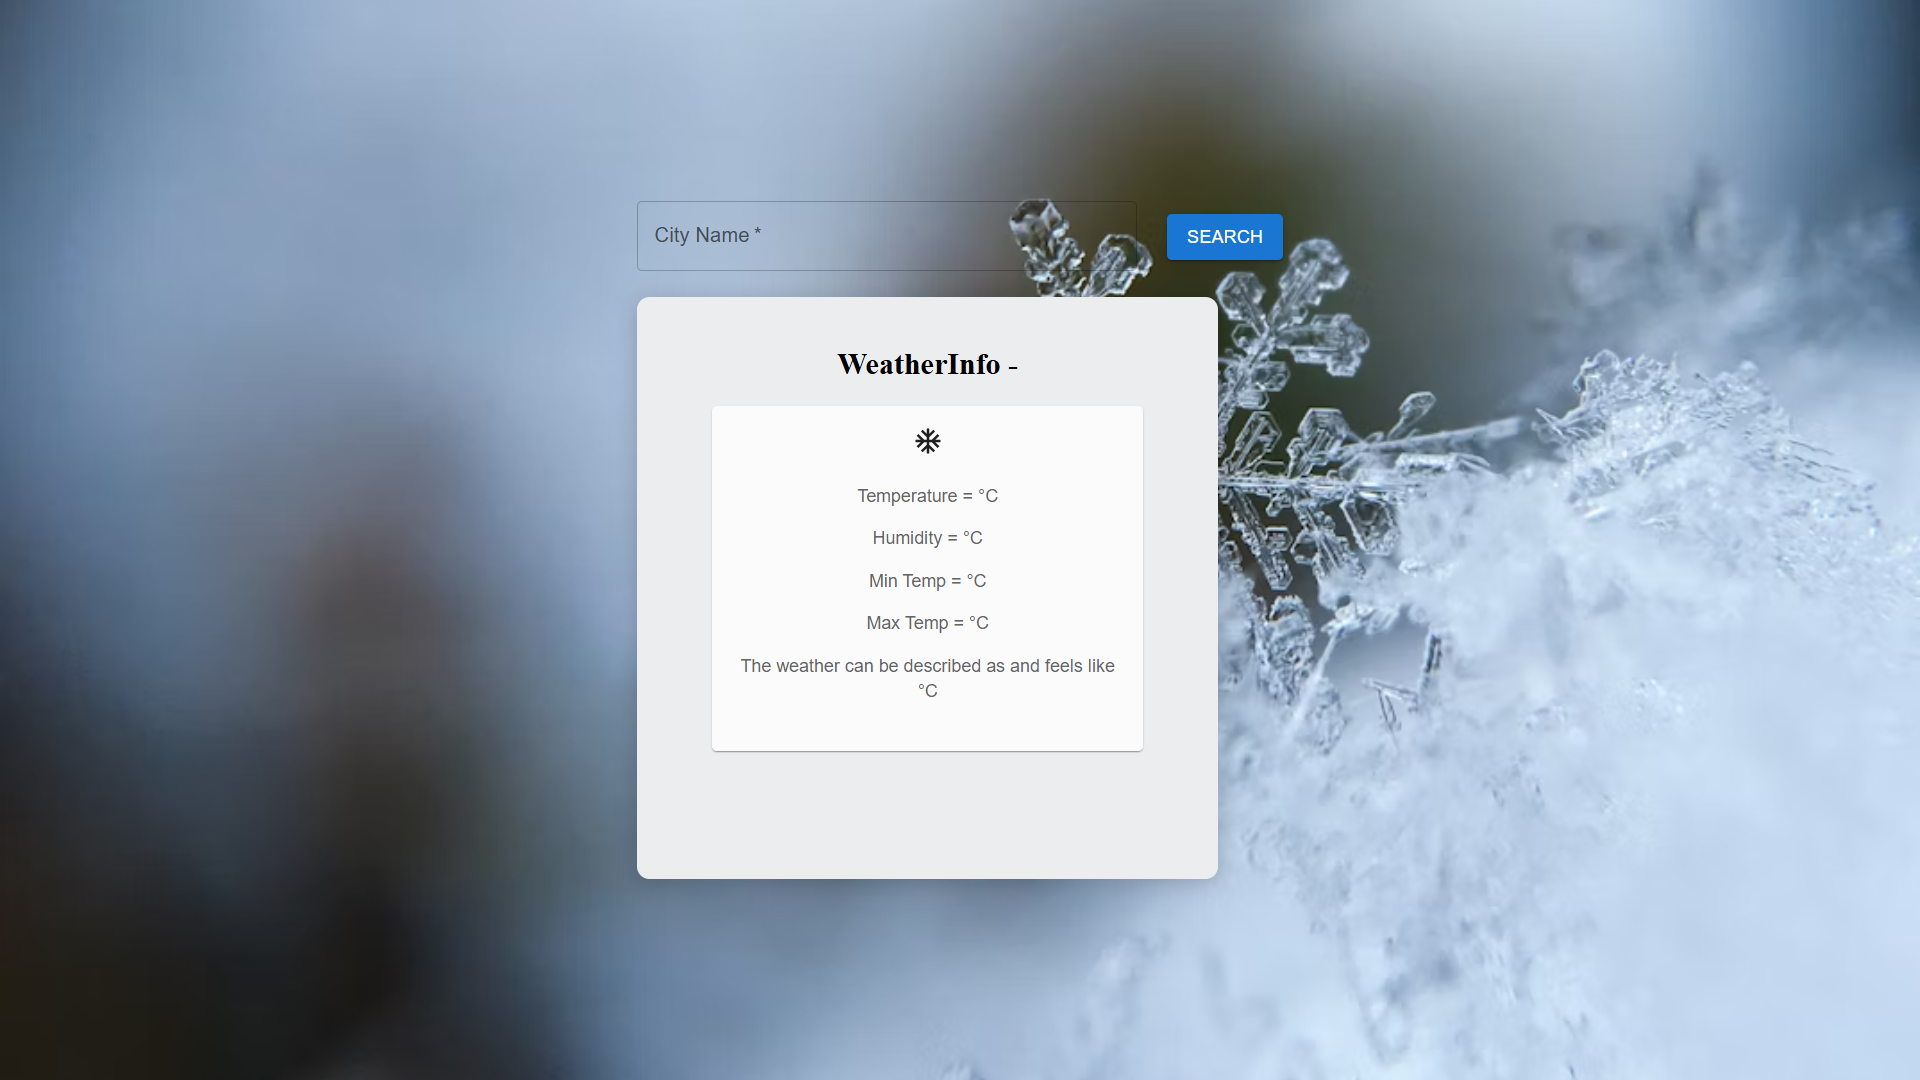 City Name *
SEARCH
WeatherInfo -
Temperature = °C
Humidity = °C
Min Temp = °C
Max Temp = °C
The weather can be described as and feels like
°C